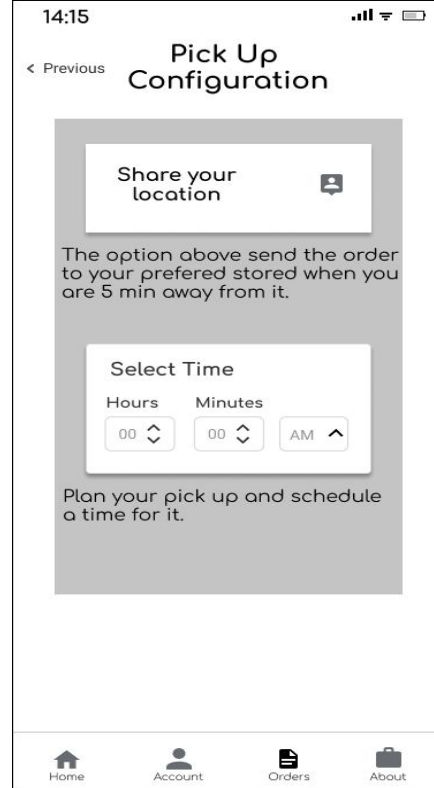 14:15
Previous
Pick Up
Configuration
Share your
location
The option above send the order
to your prefered stored when you
are 5 min away from it.
Select Time
Hours Minutes
00 00 AM
Plan your pick up and schedule
a time for it.
Home Account Orders About